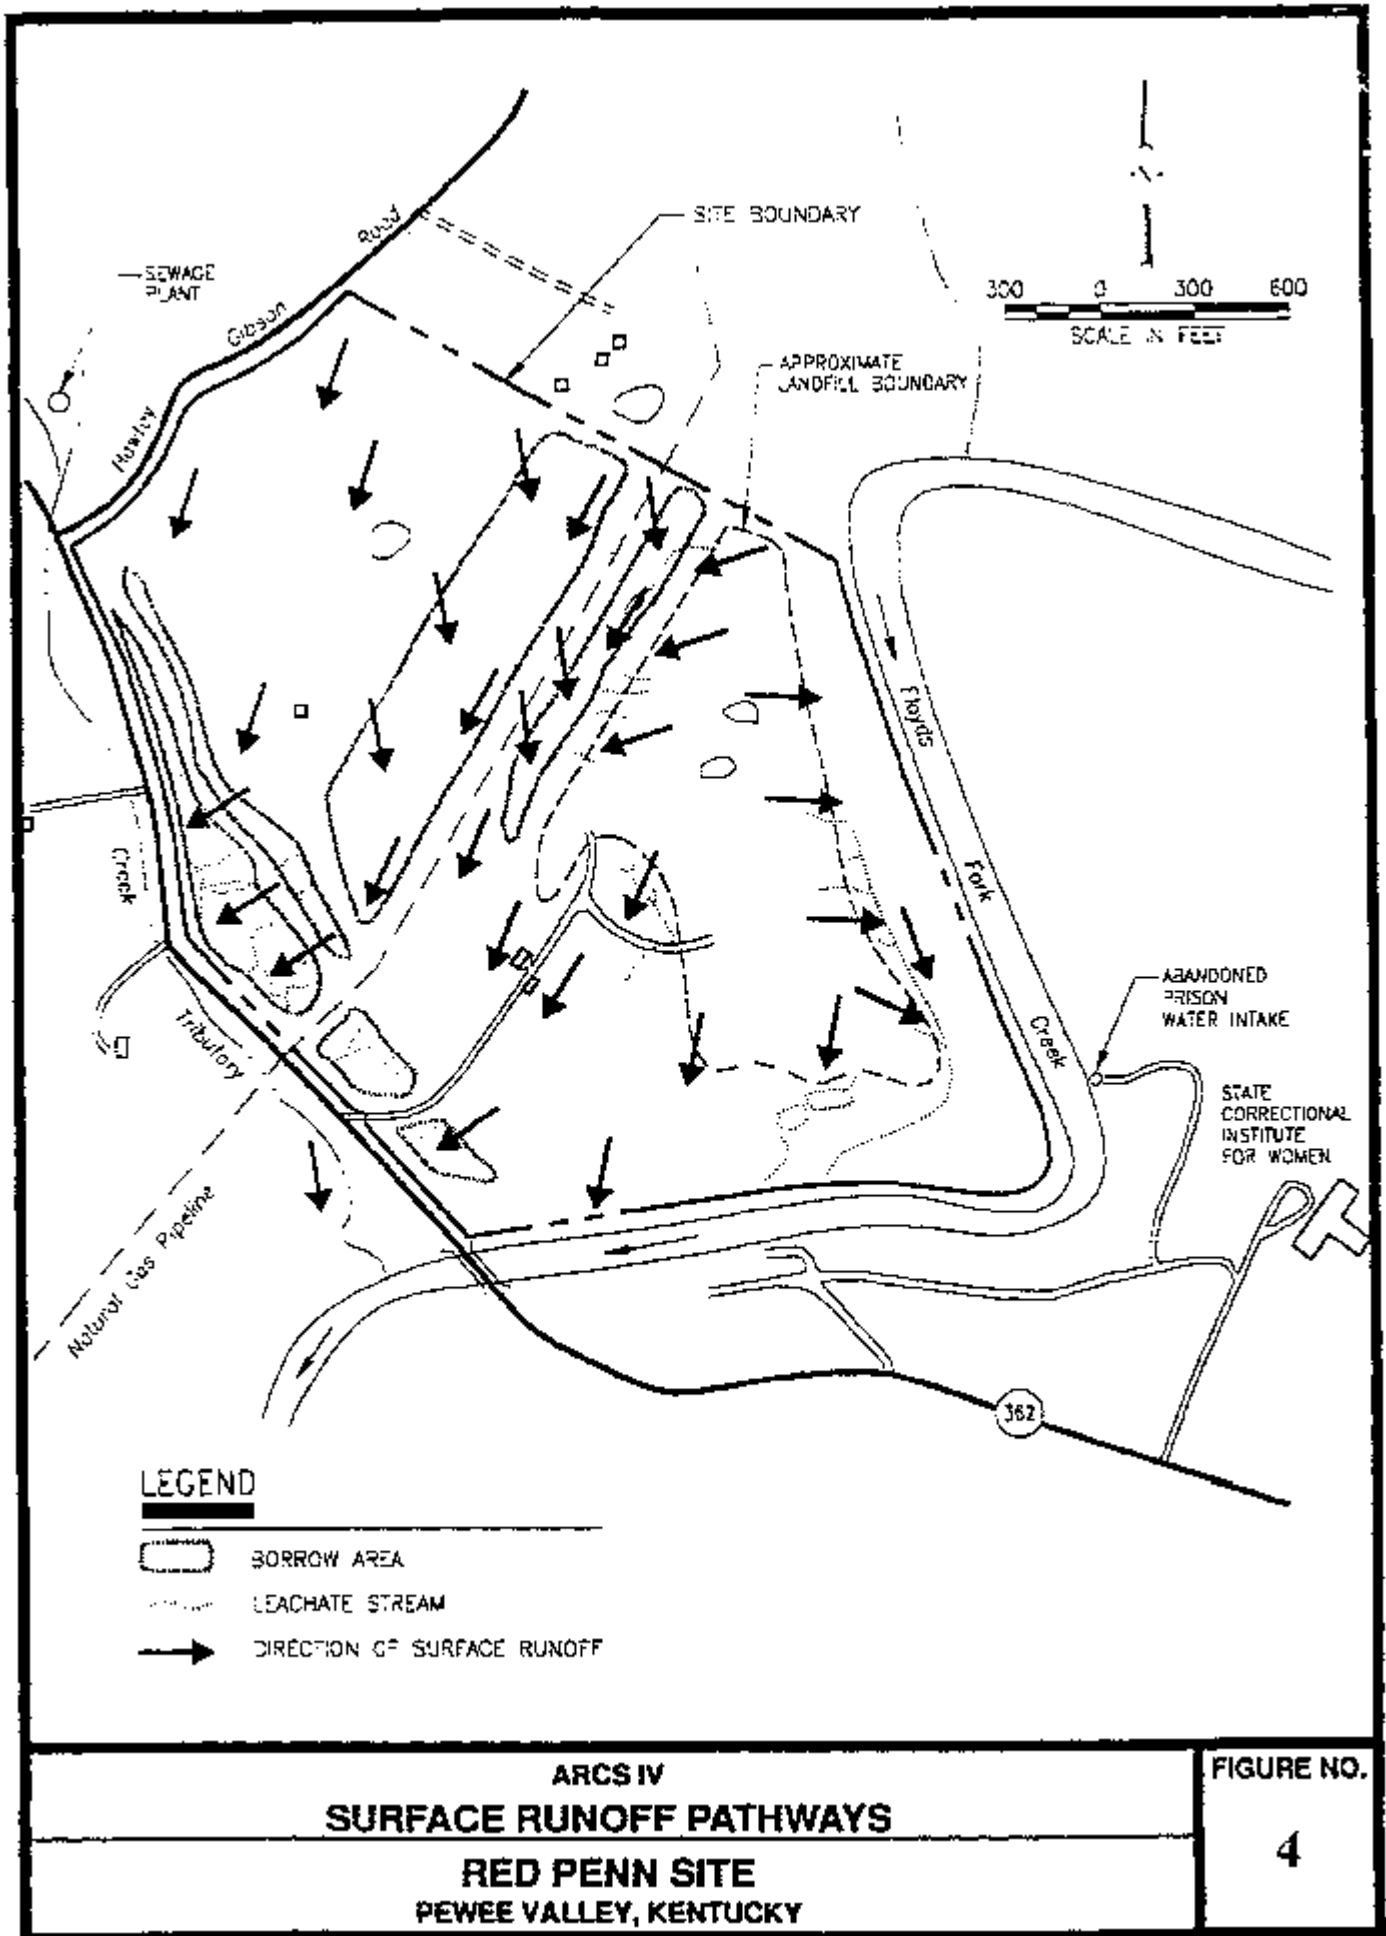 SITE BOUNDARY
Road
SEWAGE
PLANT
Gibson
Hawley
300 0 300 600
SCALE IN FEET
APPROXIMATE
LANDFILL BOUNDARY
Floyds
Fork
Creek
Creek
Tributory
ABANDONED
PRISON
WATER INTAKE
STATE
CORRECTIONAL
INSTITUTE
FOR WOMEN
Natural Gas Pipeline
362
LEGEND
BORROW AREA
LEACHATE STREAM
DIRECTION OF SURFACE RUNOFF
ARCS IV
SURFACE RUNOFF PATHWAYS
RED PENN SITE
PEWEE VALLEY, KENTUCKY
FIGURE NO.
4